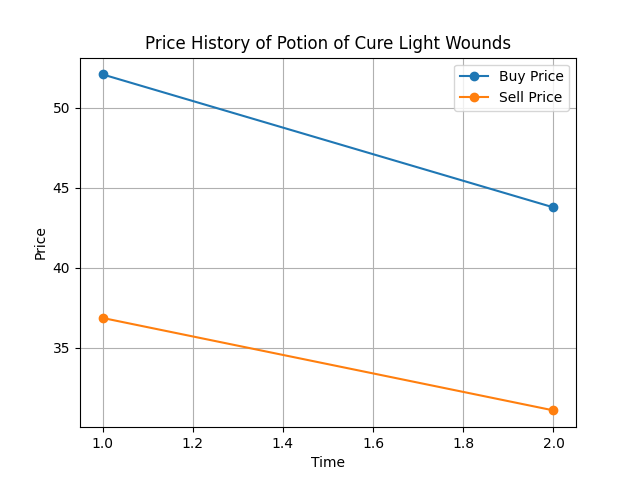 Price History of Potion of Cure Light Wounds
Buy Price
Sell Price
50
45
40
35
Price
1.0 1.2 1.4 1.6 1.8 2.0
Time